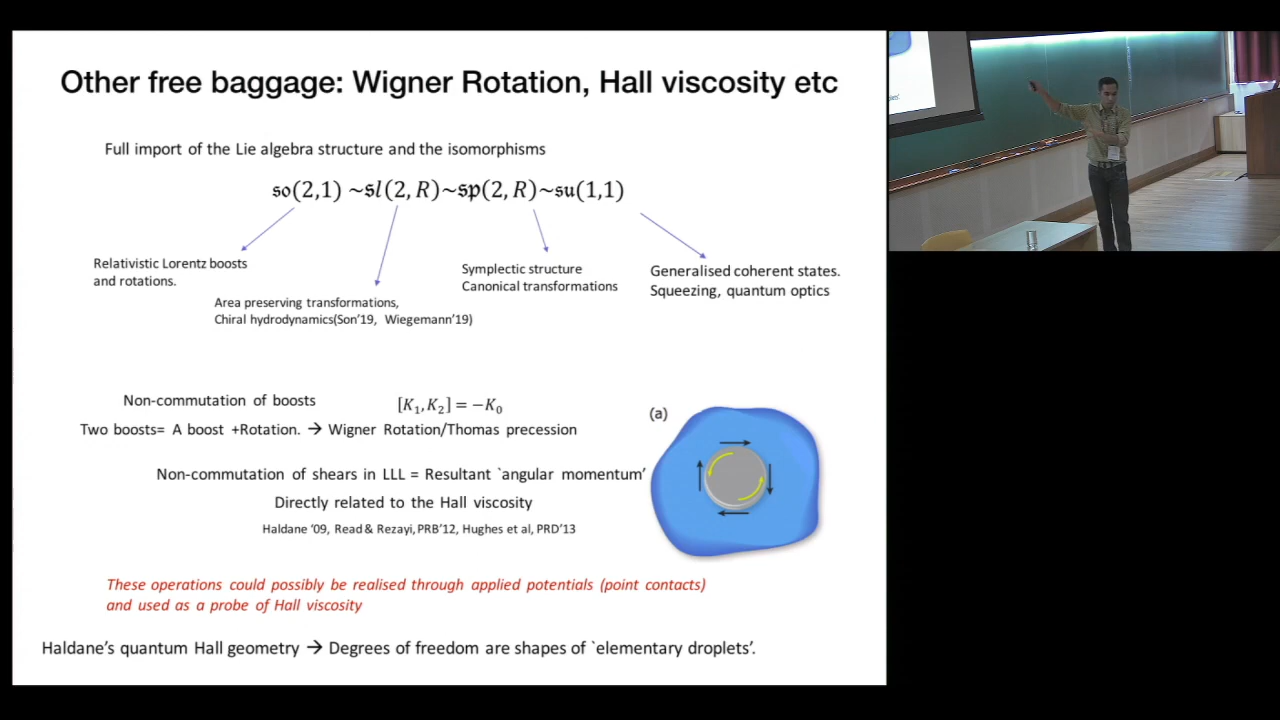 Other free baggage: Wigner Rotation, Hall viscosity etc
Full import of the Lie algebra structure and the isomorphisms
𝔰𝔬(2,1) ~𝔰𝑙(2, R)~𝔰𝔭(2, R)~𝔰𝔲(1,1)
Relativistic Lorentz boosts
and rotations.
Area preserving transformations,
Chiral hydrodynamics(Son'19, Wiegemann'19)
Symplectic structure
Canonical transformations
Generalised coherent states.
Squeezing, quantum optics
Non-commutation of boosts [K₁, K₂] = −K₀
Two boosts= A boost +Rotation. → Wigner Rotation/Thomas precession
Non-commutation of shears in LLL = Resultant `angular momentum'
Directly related to the Hall viscosity
Haldane '09, Read & Rezayi, PRB'12, Hughes et al, PRD'13
(a)
These operations could possibly be realised through applied potentials (point contacts)
and used as a probe of Hall viscosity
Haldane's quantum Hall geometry → Degrees of freedom are shapes of `elementary droplets'.